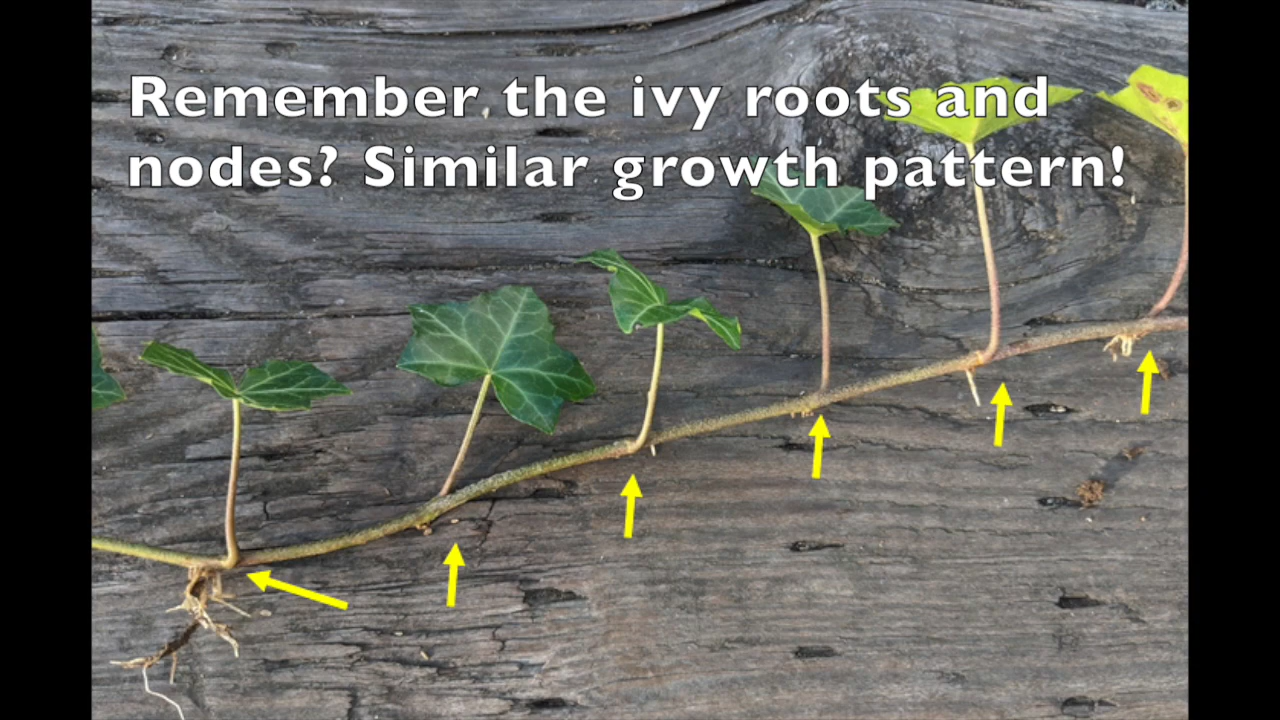 Remember the ivy roots and
nodes? Similar growth pattern!